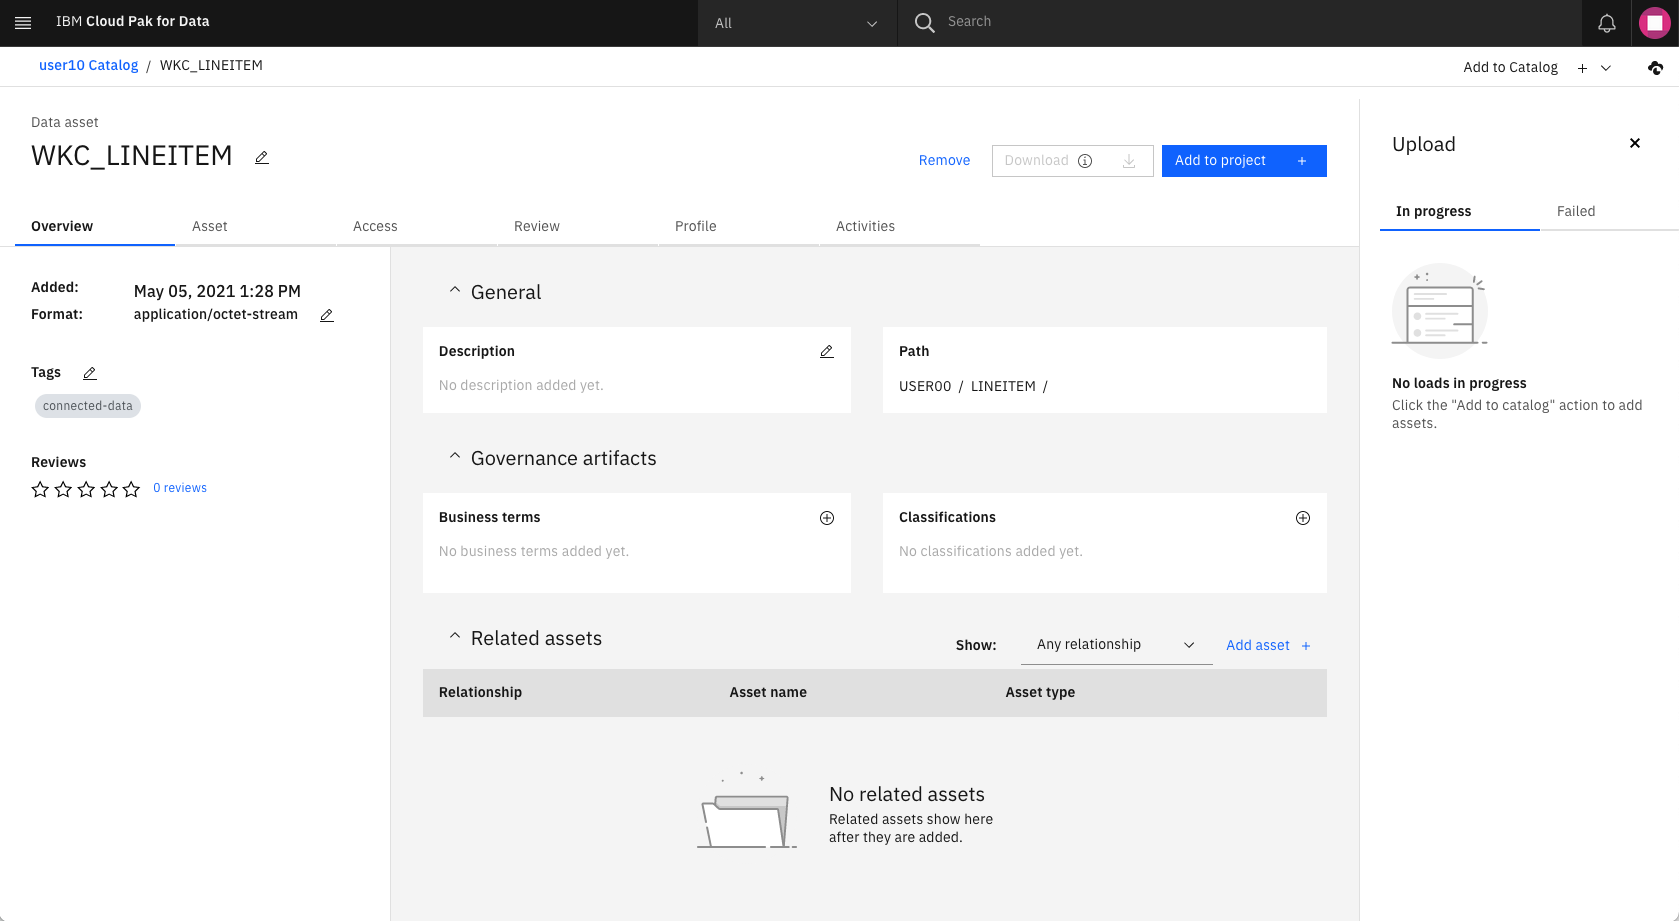 IBM Cloud Pak for Data
All
Search
user10 Catalog / WKC_LINEITEM
Add to Catalog +
Data asset
WKC_LINEITEM
Remove
Download
Add to project +
Overview
Asset
Access
Review
Profile
Activities
Added: May 05, 2021 1:28 PM
Format: application/octet-stream
Tags
connected-data
Reviews
0 reviews
General
Description
No description added yet.
Path
USER00 / LINEITEM /
Governance artifacts
Business terms
No business terms added yet.
Classifications
No classifications added yet.
Related assets
Show: Any relationship
Add asset +
Relationship Asset name Asset type
No related assets
Related assets show here
after they are added.
Upload
In progress
Failed
No loads in progress
Click the "Add to catalog" action to add
assets.